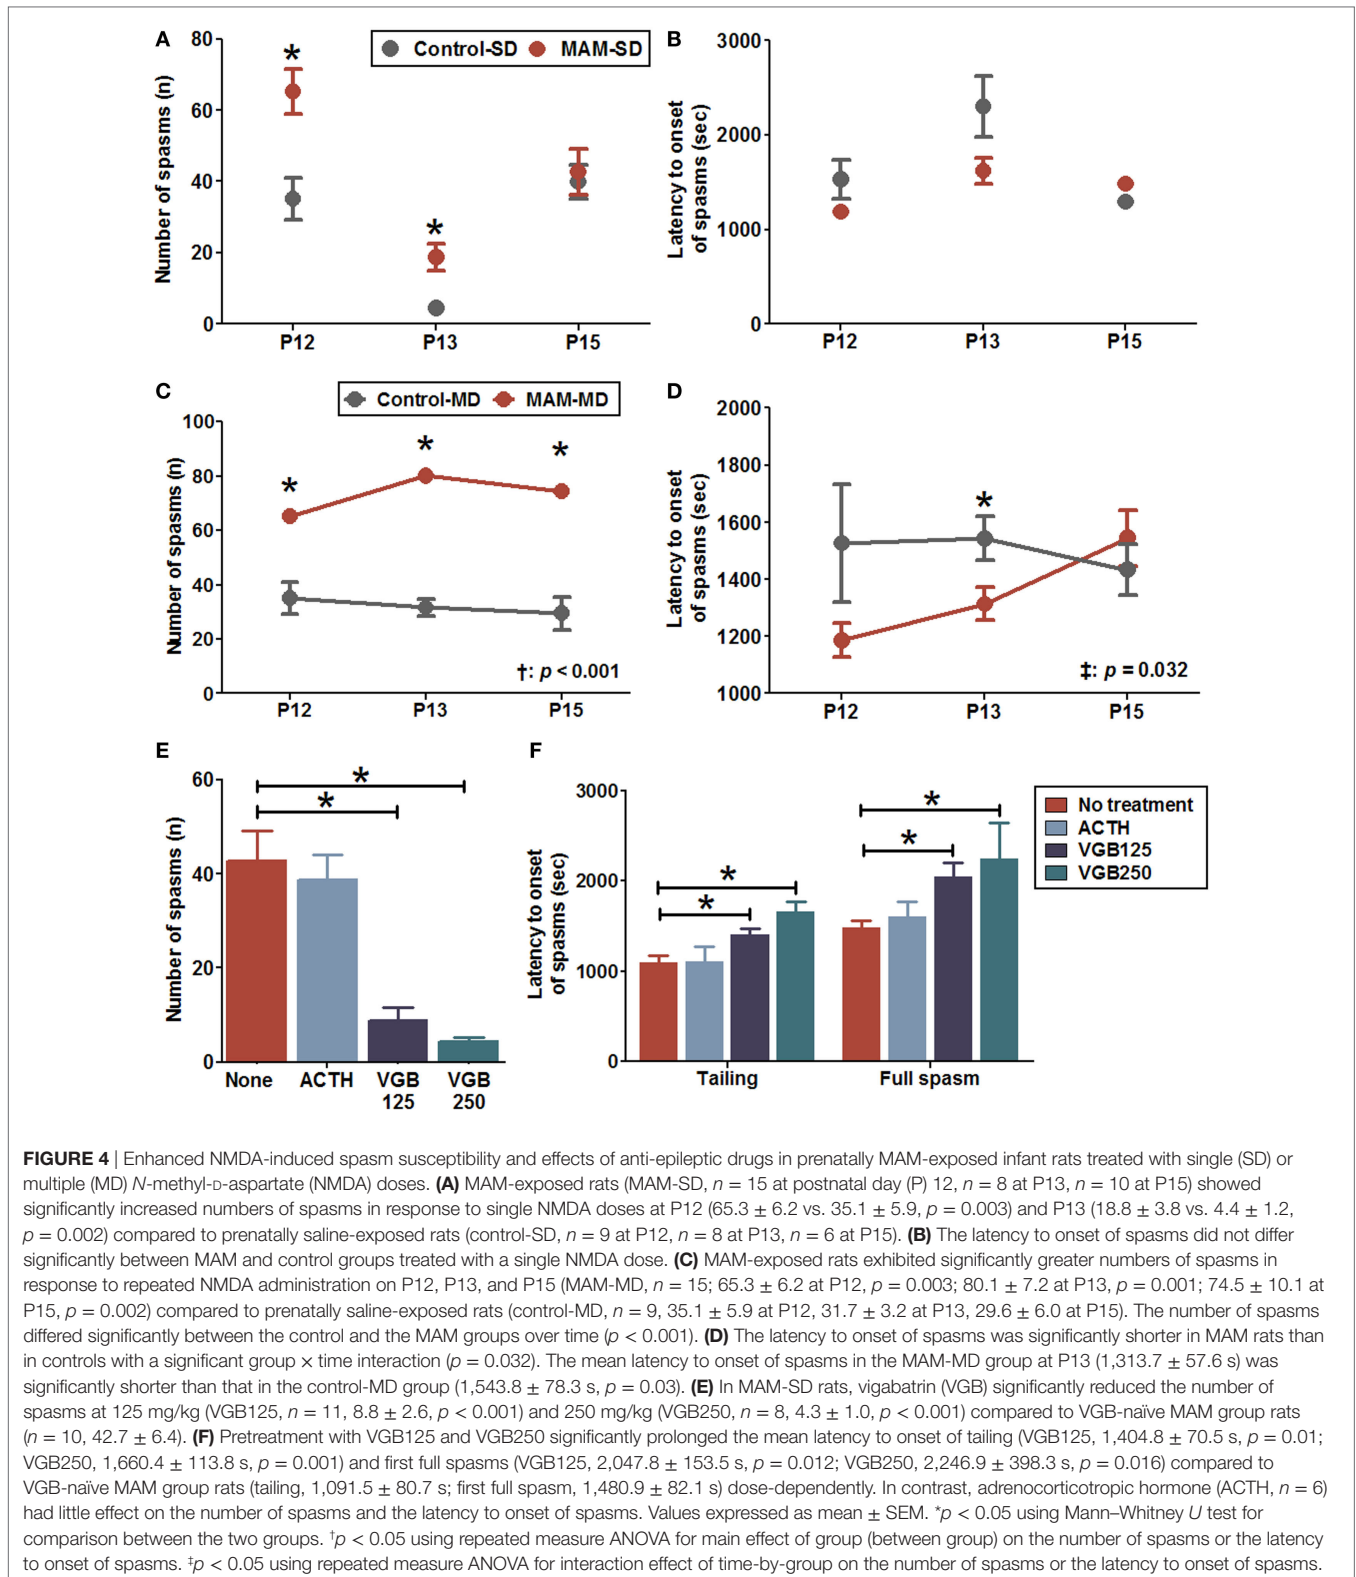 A
80
60
40
20
0
Number of spasms (n)
*
*
Control-SD MAM-SD
P12 P13 P15
B
3000
2000
1000
0
Latency to onset
of spasms (sec)
P12 P13 P15
C
100
80
60
40
20
0
Number of spasms (n)
Control-MD MAM-MD
* * *
†: p < 0.001
P12 P13 P15
D
2000
1800
1600
1400
1200
1000
Latency to onset
of spasms (sec)
*
‡: p = 0.032
P12 P13 P15
E
60
40
20
0
Number of spasms (n)
*
*
None ACTH VGB VGB
125 250
F
3000
2000
1000
0
Latency to onset
of spasms (sec)
* *
* *
Tailing Full spasm
No treatment
ACTH
VGB125
VGB250
FIGURE 4 | Enhanced NMDA-induced spasm susceptibility and effects of anti-epileptic drugs in prenatally MAM-exposed infant rats treated with single (SD) or
multiple (MD) N-methyl-D-aspartate (NMDA) doses. (A) MAM-exposed rats (MAM-SD, n = 15 at postnatal day (P) 12, n = 8 at P13, n = 10 at P15) showed
significantly increased numbers of spasms in response to single NMDA doses at P12 (65.3 ± 6.2 vs. 35.1 ± 5.9, p = 0.003) and P13 (18.8 ± 3.8 vs. 4.4 ± 1.2,
p = 0.002) compared to prenatally saline-exposed rats (control-SD, n = 9 at P12, n = 8 at P13, n = 6 at P15). (B) The latency to onset of spasms did not differ
significantly between MAM and control groups treated with a single NMDA dose. (C) MAM-exposed rats exhibited significantly greater numbers of spasms in
response to repeated NMDA administration on P12, P13, and P15 (MAM-MD, n = 15; 65.3 ± 6.2 at P12, p = 0.003; 80.1 ± 7.2 at P13, p = 0.001; 74.5 ± 10.1 at
P15, p = 0.002) compared to prenatally saline-exposed rats (control-MD, n = 9, 35.1 ± 5.9 at P12, 31.7 ± 3.2 at P13, 29.6 ± 6.0 at P15). The number of spasms
differed significantly between the control and the MAM groups over time (p < 0.001). (D) The latency to onset of spasms was significantly shorter in MAM rats than
in controls with a significant group × time interaction (p = 0.032). The mean latency to onset of spasms in the MAM-MD group at P13 (1,313.7 ± 57.6 s) was
significantly shorter than that in the control-MD group (1,543.8 ± 78.3 s, p = 0.03). (E) In MAM-SD rats, vigabatrin (VGB) significantly reduced the number of
spasms at 125 mg/kg (VGB125, n = 11, 8.8 ± 2.6, p < 0.001) and 250 mg/kg (VGB250, n = 8, 4.3 ± 1.0, p < 0.001) compared to VGB-naïve MAM group rats
(n = 10, 42.7 ± 6.4). (F) Pretreatment with VGB125 and VGB250 significantly prolonged the mean latency to onset of tailing (VGB125, 1,404.8 ± 70.5 s, p = 0.01;
VGB250, 1,660.4 ± 113.8 s, p = 0.001) and first full spasms (VGB125, 2,047.8 ± 153.5 s, p = 0.012; VGB250, 2,246.9 ± 398.3 s, p = 0.016) compared to
VGB-naïve MAM group rats (tailing, 1,091.5 ± 80.7 s; first full spasm, 1,480.9 ± 82.1 s) dose-dependently. In contrast, adrenocorticotropic hormone (ACTH, n = 6)
had little effect on the number of spasms and the latency to onset of spasms. Values expressed as mean ± SEM. *p < 0.05 using Mann–Whitney U test for
comparison between the two groups. †p < 0.05 using repeated measure ANOVA for main effect of group (between group) on the number of spasms or the latency
to onset of spasms. ‡p < 0.05 using repeated measure ANOVA for interaction effect of time-by-group on the number of spasms or the latency to onset of spasms.